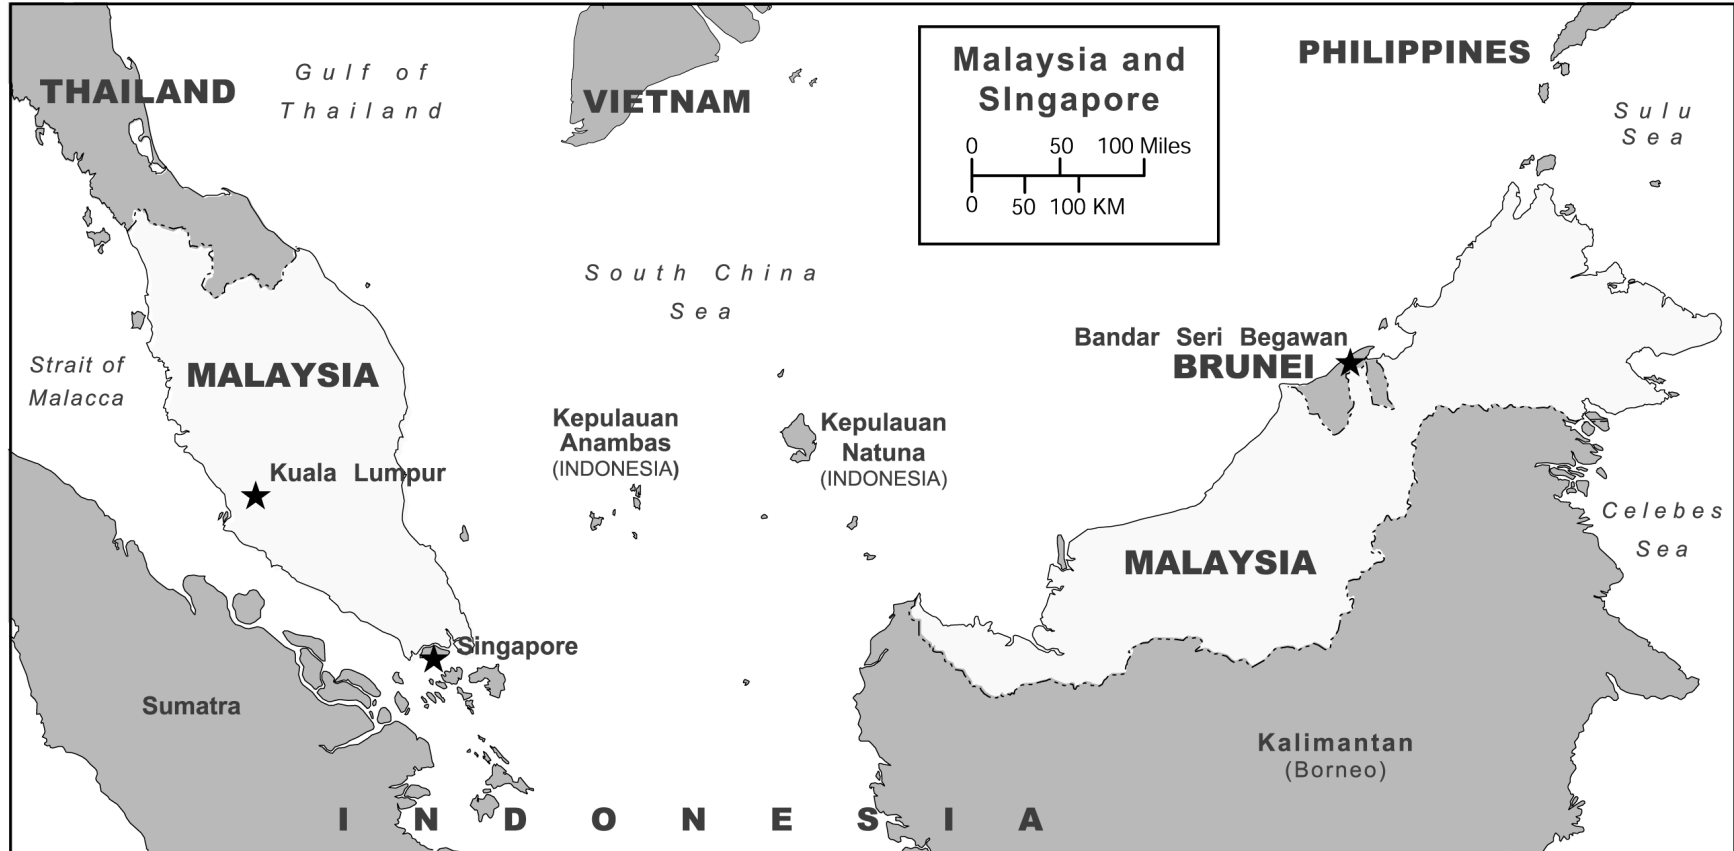 THAILAND
Gulf of
Thailand
VIETNAM
Malaysia and
SIngapore
0 50 100 Miles
0 50 100 KM
PHILIPPINES
Sulu
Sea
South China
Sea
Strait of
Malacca
MALAYSIA
Kuala Lumpur
Kepulauan
Anambas
(INDONESIA)
Kepulauan
Natuna
(INDONESIA)
Bandar Seri Begawan
BRUNEI
MALAYSIA
Celebes
Sea
Singapore
Sumatra
Kalimantan
(Borneo)
INDONESIA